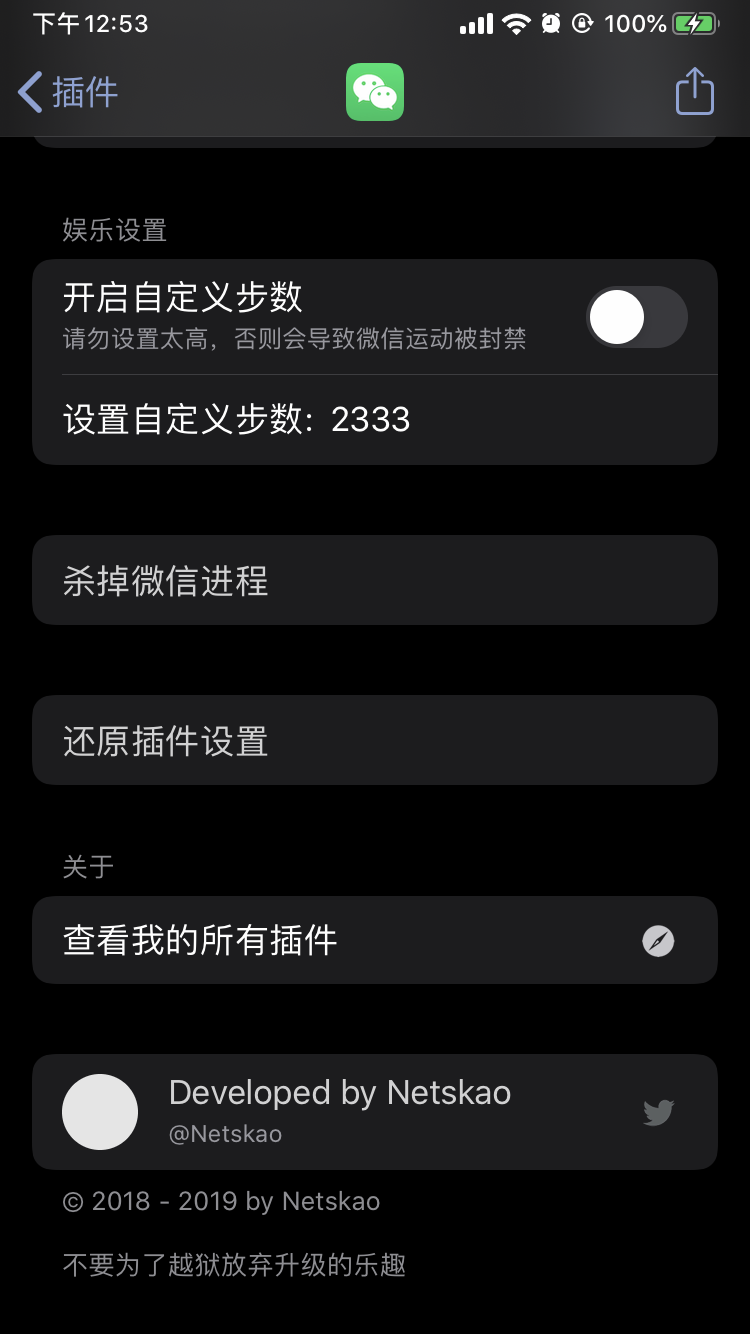 下午12:53
100%
插件
娱乐设置
开启自定义步数
请勿设置太高，否则会导致微信运动被封禁
设置自定义步数：2333
杀掉微信进程
还原插件设置
关于
查看我的所有插件
Developed by Netskao
@Netskao
© 2018 - 2019 by Netskao
不要为了越狱放弃升级的乐趣